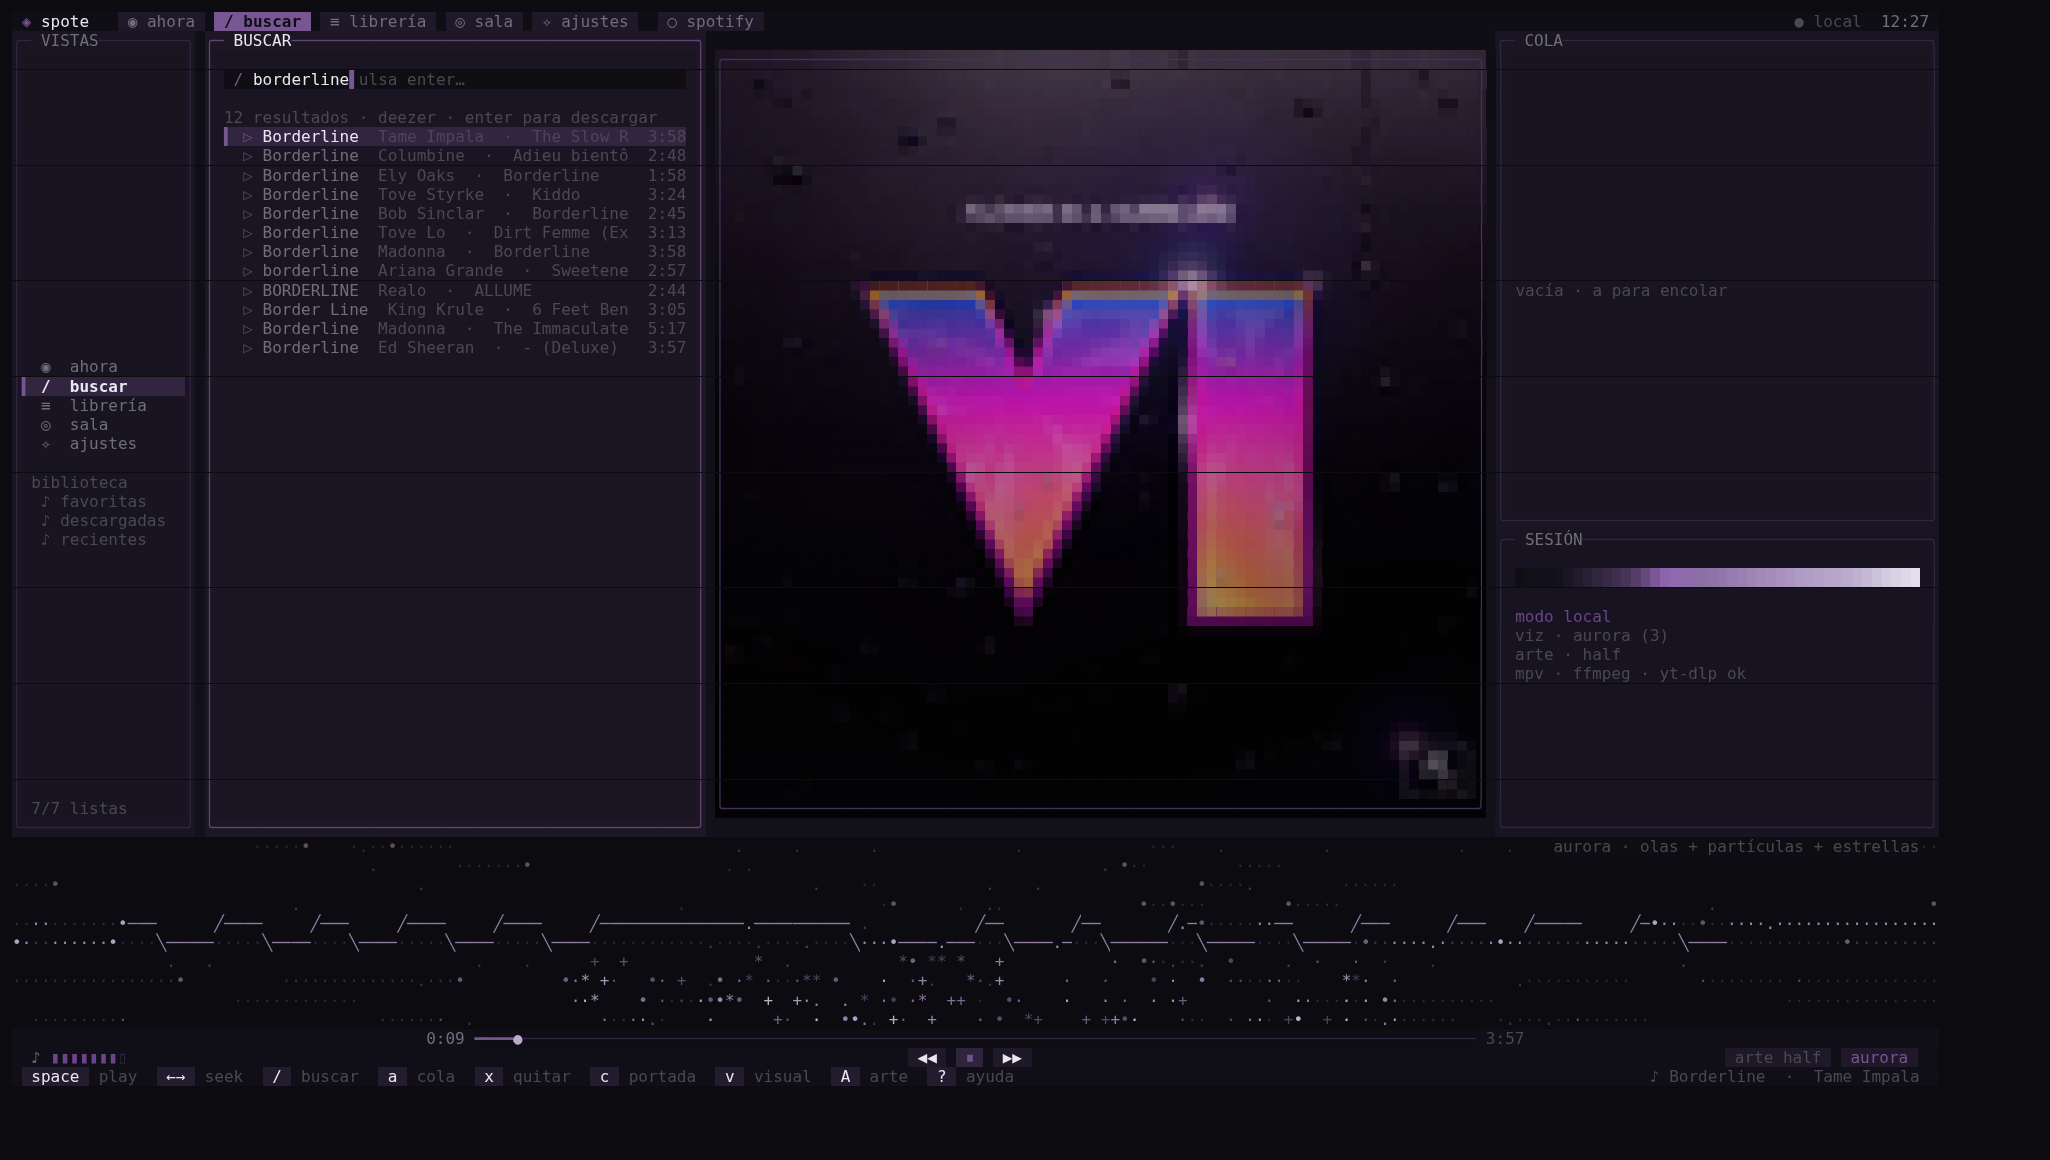 ◈ spote ◉ ahora / buscar ≡ librería ◎ sala ✧ ajustes ○ spotify ● local 12:27
VISTAS
◉ ahora
/ buscar
≡ librería
◎ sala
✧ ajustes
biblioteca
♪ favoritas
♪ descargadas
♪ recientes
7/7 listas
BUSCAR
/ borderline ulsa enter…
12 resultados · deezer · enter para descargar
▷ Borderline Tame Impala · The Slow R 3:58
▷ Borderline Columbine · Adieu bientô 2:48
▷ Borderline Ely Oaks · Borderline 1:58
▷ Borderline Tove Styrke · Kiddo 3:24
▷ Borderline Bob Sinclar · Borderline 2:45
▷ Borderline Tove Lo · Dirt Femme (Ex 3:13
▷ Borderline Madonna · Borderline 3:58
▷ borderline Ariana Grande · Sweetene 2:57
▷ BORDERLINE Realo · ALLUME 2:44
▷ Border Line King Krule · 6 Feet Ben 3:05
▷ Borderline Madonna · The Immaculate 5:17
▷ Borderline Ed Sheeran · - (Deluxe) 3:57
COLA
vacía · a para encolar
SESIÓN
modo local
viz · aurora (3)
arte · half
mpv · ffmpeg · yt-dlp ok
aurora · olas + partículas + estrellas
0:09 3:57
♪ ◀◀ ▶▶ arte half aurora
space play ←→ seek / buscar a cola x quitar c portada v visual A arte ? ayuda ♪ Borderline · Tame Impala